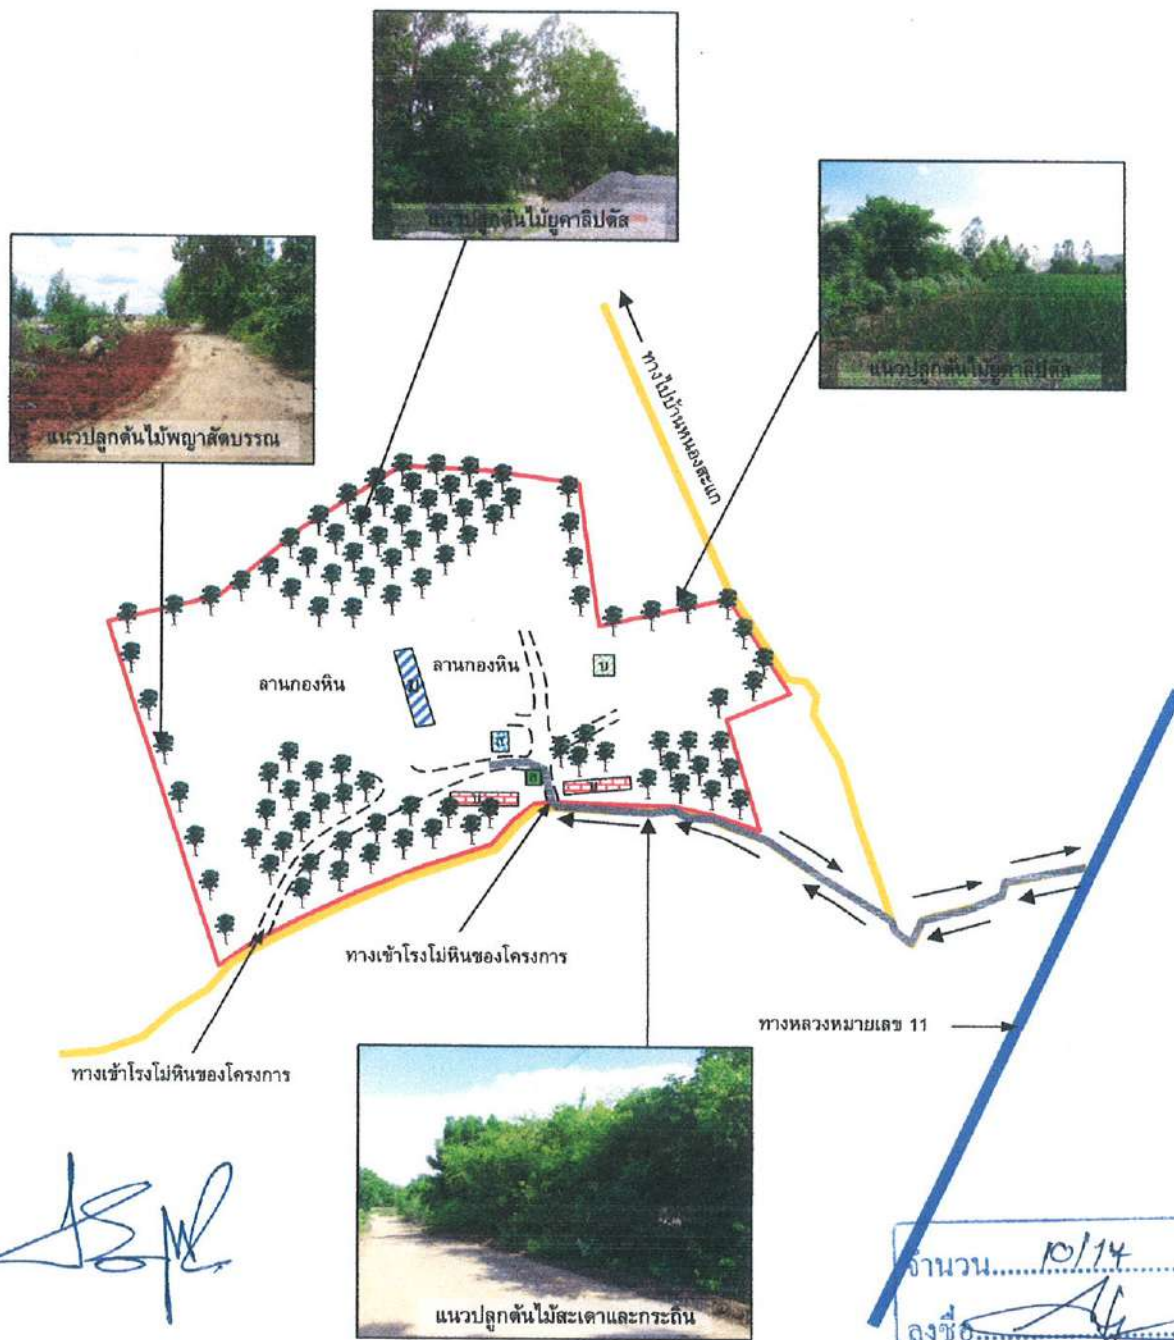 แนวปลูกต้นไม้ยูคาลิปตัส
แนวปลูกต้นไม้ยูคาลิปตัส
แนวปลูกต้นไม้พญาสัตบรรณ
ทางไปบ้านหนองสะแก
ลานกองหิน
ลานกองหิน
บ
ทางเข้าโรงโม่หินของโครงการ
ทางหลวงหมายเลข 11
ทางเข้าโรงโม่หินของโครงการ
แนวปลูกต้นไม้สะเดาและกระถิน
จำนวน 10/14
ลงชื่อ